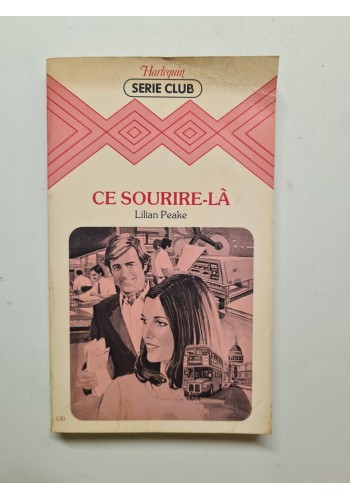 Harlequin
SERIE CLUB
CE SOURIRE-LÀ
Lilian Peake
130